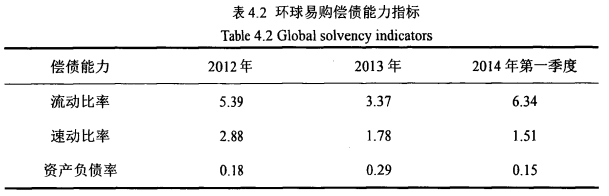 表 4.2 环球易购偿债能力指标
Table 4.2 Global solvency indicators
偿债能力 2012 年 2013 年 2014 年第一季度
流动比率 5.39 3.37 6.34
速动比率 2.88 1.78 1.51
资产负债率 0.18 0.29 0.15